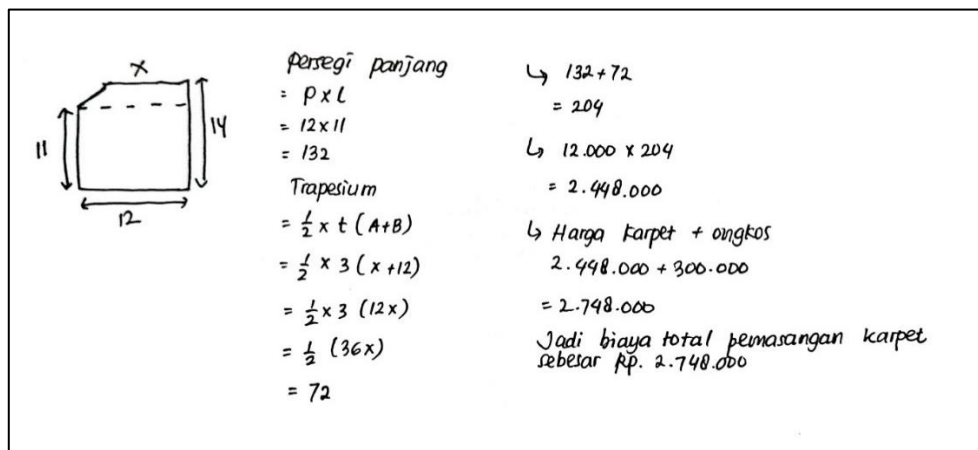 x
11
14
12
Persegi panjang
= P x l
= 12 x 11
= 132
Trapesium
= 1/2 x t (A+B)
= 1/2 x 3 (x +12)
= 1/2 x 3 (12x)
= 1/2 (36x)
= 72
↳ 132 + 72
= 204
↳ 12.000 x 204
= 2.448.000
↳ Harga karpet + ongkos
2.448.000 + 300.000
= 2.748.000
Jadi biaya total pemasangan karpet
sebesar Rp. 2.748.000